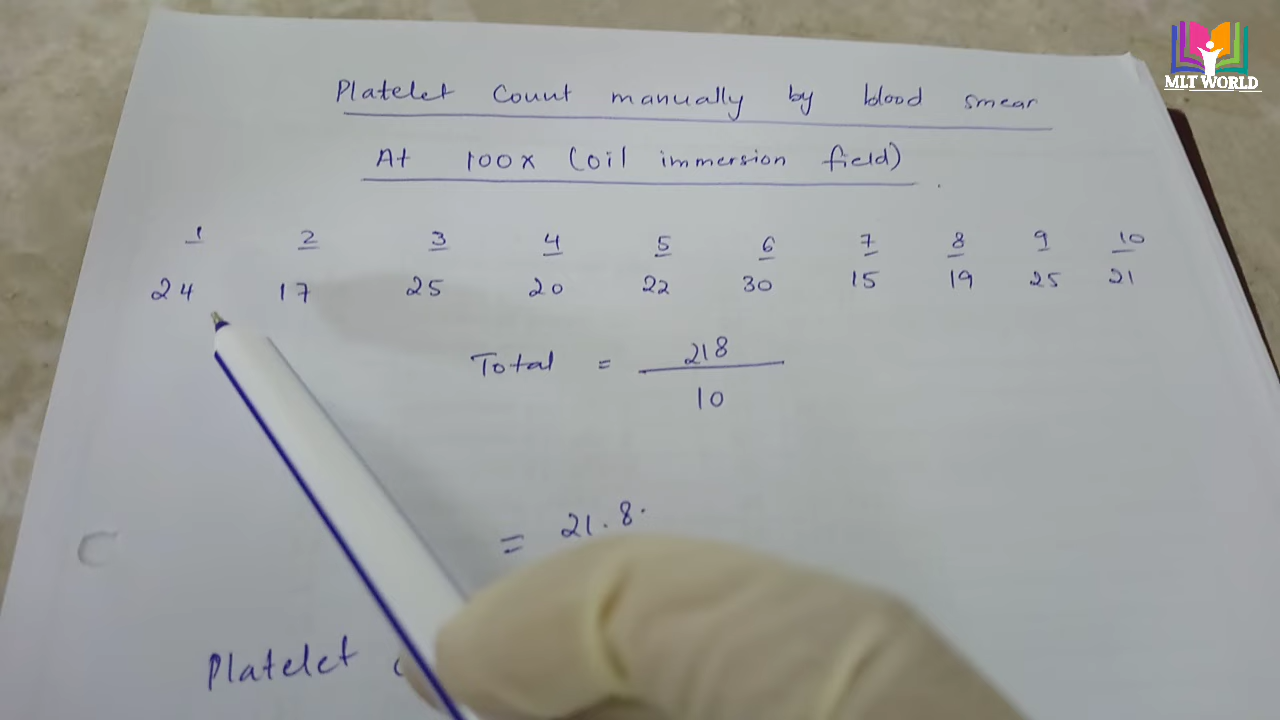 MLT WORLD
Platelet Count manually by blood smear
At 100x (oil immersion field).
1 2 3 4 5 6 7 8 9 10
24 17 25 20 22 30 15 19 25 21
Total = 218
10
= 21.8.
Platelet